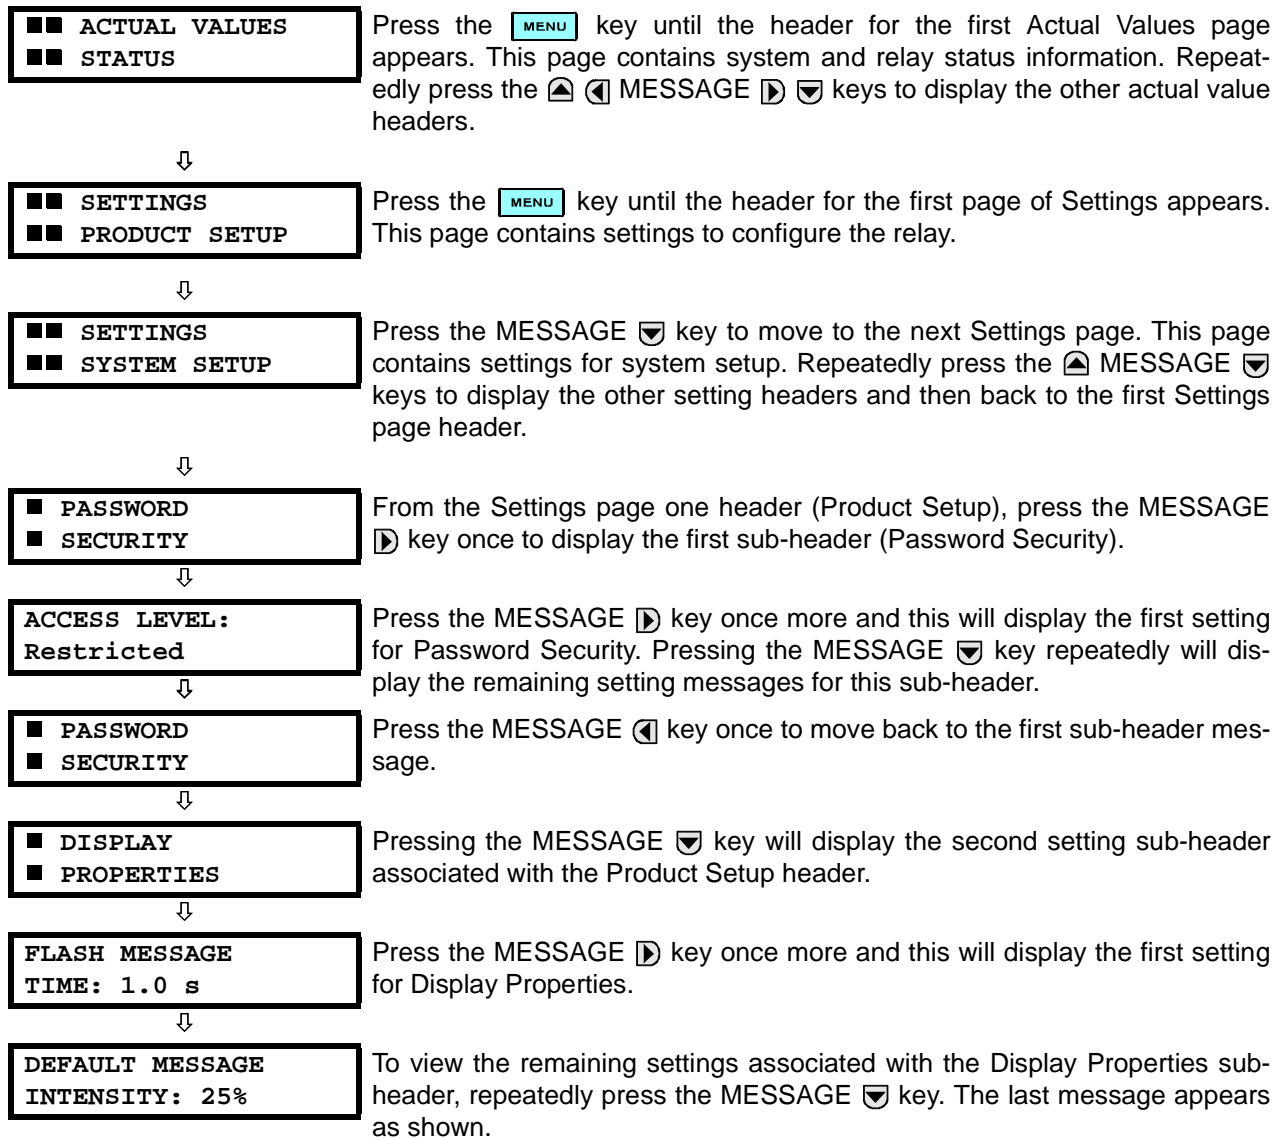 ■■ ACTUAL VALUES
■■ STATUS
Press the MENU key until the header for the first Actual Values page
appears. This page contains system and relay status information. Repeat-
edly press the ▲ ◀ MESSAGE ▶ ▼ keys to display the other actual value
headers.
⇩
■■ SETTINGS
■■ PRODUCT SETUP
Press the MENU key until the header for the first page of Settings appears.
This page contains settings to configure the relay.
⇩
■■ SETTINGS
■■ SYSTEM SETUP
Press the MESSAGE ▼ key to move to the next Settings page. This page
contains settings for system setup. Repeatedly press the ▲ MESSAGE ▼
keys to display the other setting headers and then back to the first Settings
page header.
⇩
■ PASSWORD
■ SECURITY
From the Settings page one header (Product Setup), press the MESSAGE
▶ key once to display the first sub-header (Password Security).
⇩
ACCESS LEVEL:
Restricted
Press the MESSAGE ▶ key once more and this will display the first setting
for Password Security. Pressing the MESSAGE ▼ key repeatedly will dis-
play the remaining setting messages for this sub-header.
⇩
■ PASSWORD
■ SECURITY
Press the MESSAGE ◀ key once to move back to the first sub-header mes-
sage.
⇩
■ DISPLAY
■ PROPERTIES
Pressing the MESSAGE ▼ key will display the second setting sub-header
associated with the Product Setup header.
⇩
FLASH MESSAGE
TIME: 1.0 s
Press the MESSAGE ▶ key once more and this will display the first setting
for Display Properties.
⇩
DEFAULT MESSAGE
INTENSITY: 25%
To view the remaining settings associated with the Display Properties sub-
header, repeatedly press the MESSAGE ▼ key. The last message appears
as shown.